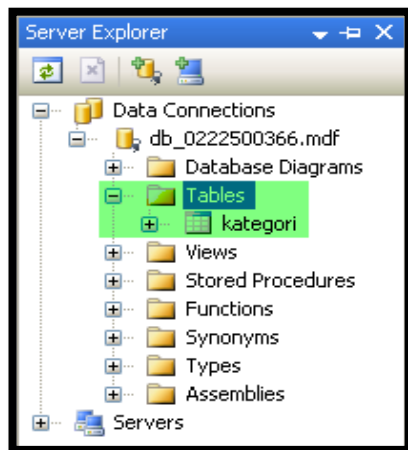 Server Explorer
Data Connections
db_0222500366.mdf
Database Diagrams
Tables
kategori
Views
Stored Procedures
Functions
Synonyms
Types
Assemblies
Servers